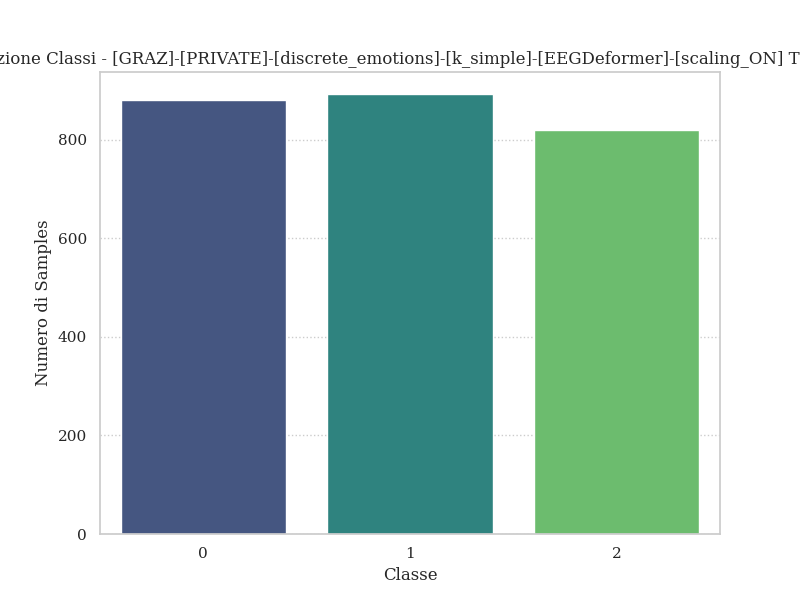 Classi - [GRAZ]-[PRIVATE]-[discrete_emotions]-[k_simple]-[EEGDeformer]-[scaling_ON]
800
600
400
200
0
Numero di Samples
0 1 2
Classe